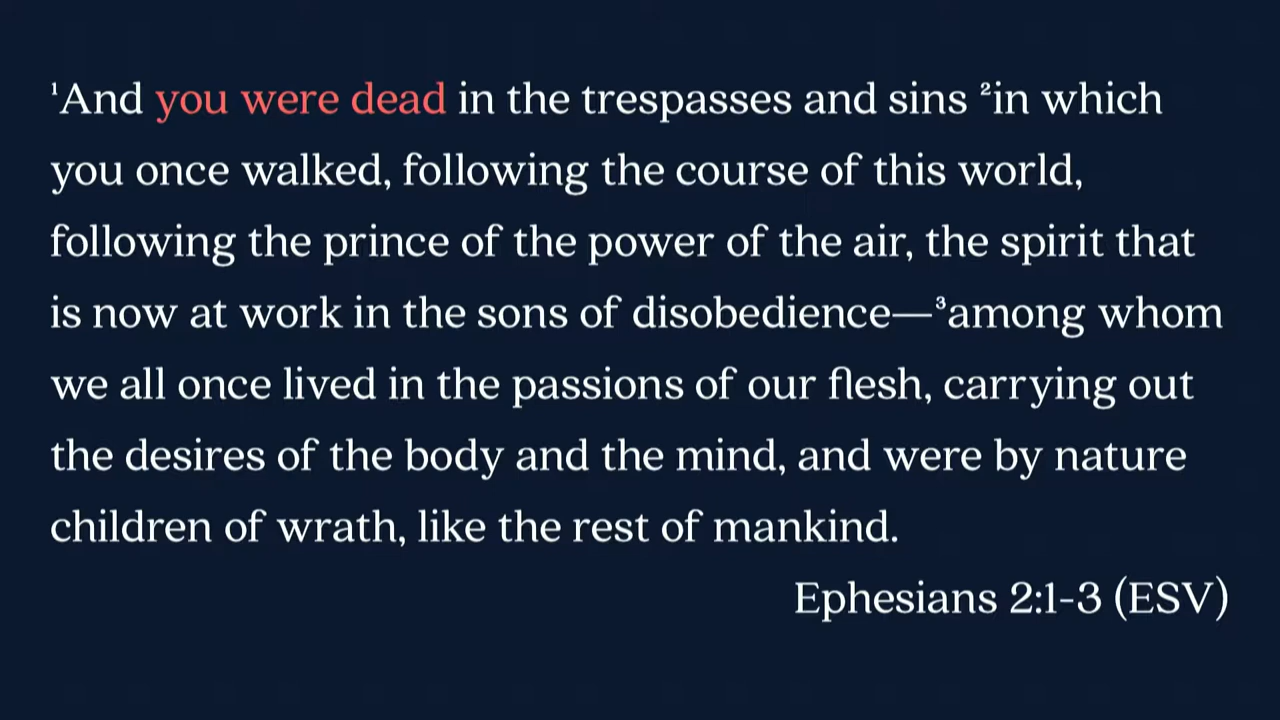 ¹And you were dead in the trespasses and sins ²in which
you once walked, following the course of this world,
following the prince of the power of the air, the spirit that
is now at work in the sons of disobedience—³among whom
we all once lived in the passions of our flesh, carrying out
the desires of the body and the mind, and were by nature
children of wrath, like the rest of mankind.
Ephesians 2:1-3 (ESV)